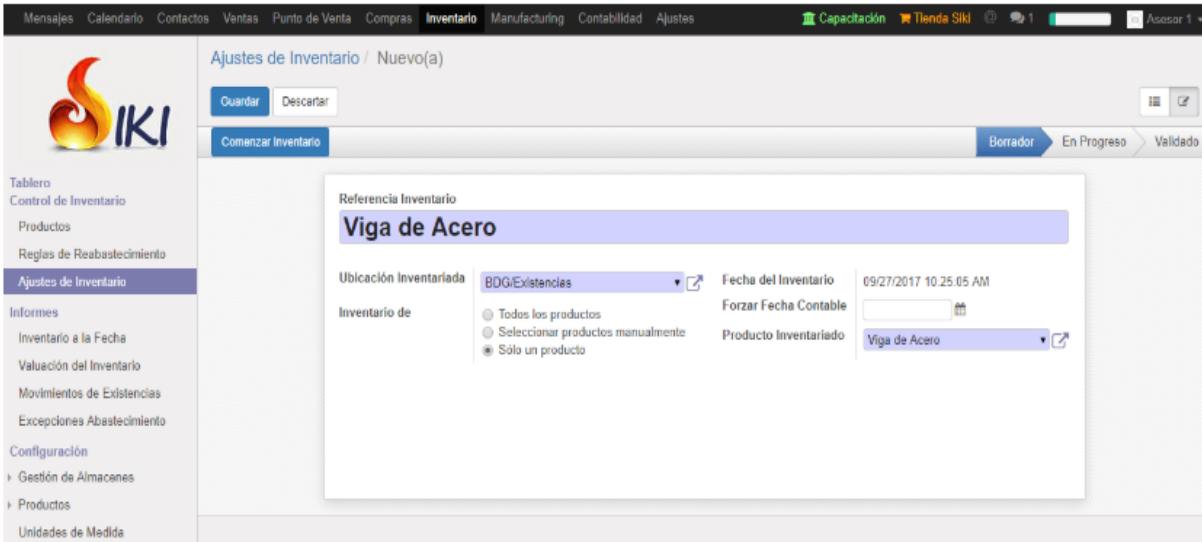 Mensajes Calendario Contactos Ventas Punto de Venta Compras Inventario Manufacturing Contabilidad Ajustes Capacitación Tienda Siki @ 1 Asesor 1
SIKI
Ajustes de Inventario / Nuevo(a)
Guardar Descartar
Comenzar Inventario Borrador En Progreso Validado
Tablero
Control de Inventario
Productos
Reglas de Reabastecimiento
Ajustes de Inventario
Informes
Inventario a la Fecha
Valuación del Inventario
Movimientos de Existencias
Excepciones Abastecimiento
Configuración
Gestión de Almacenes
Productos
Unidades de Medida
Referencia Inventario
Viga de Acero
Ubicación Inventariada BDG/Existencias Fecha del Inventario 09/27/2017 10:25:05 AM
Inventario de Todos los productos Forzar Fecha Contable
Seleccionar productos manualmente Producto Inventariado Viga de Acero
Sólo un producto